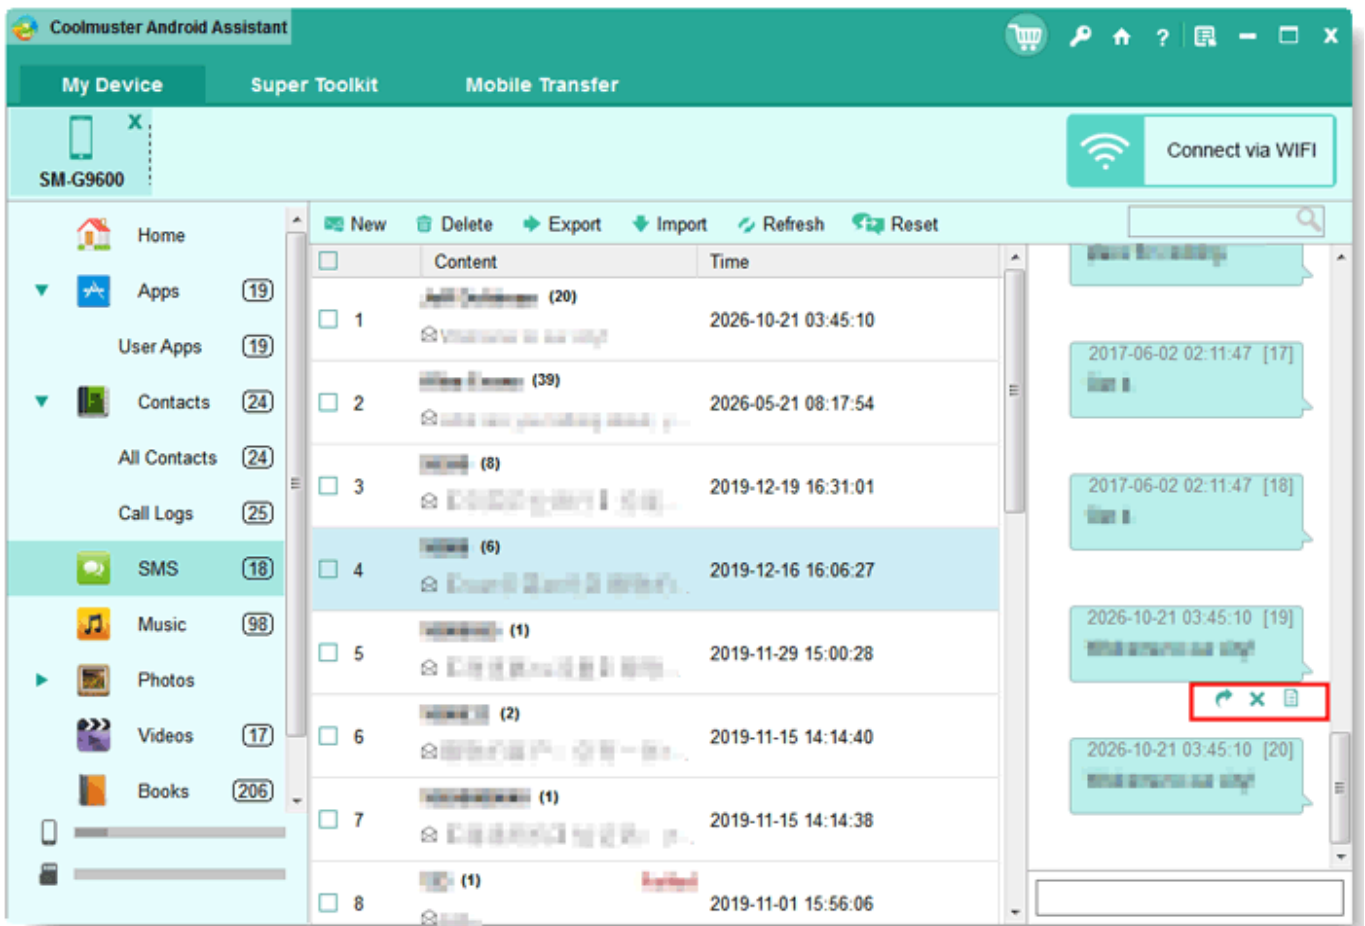 Coolmuster Android Assistant
?
X
My Device Super Toolkit Mobile Transfer
X
SM-G9600
Connect via WIFI
New Delete Export Import Refresh Reset
Home
Apps 19
User Apps 19
Contacts 24
All Contacts 24
Call Logs 25
SMS 18
Music 98
Photos
Videos 17
Books 206
Content Time
(20)
1 2026-10-21 03:45:10
(39)
2 2026-05-21 08:17:54
(8)
3 2019-12-19 16:31:01
(6)
4 2019-12-16 16:06:27
(1)
5 2019-11-29 15:00:28
(2)
6 2019-11-15 14:14:40
(1)
7 2019-11-15 14:14:38
(1)
8 2019-11-01 15:56:06
2017-06-02 02:11:47 [17]
2017-06-02 02:11:47 [18]
2026-10-21 03:45:10 [19]
2026-10-21 03:45:10 [20]